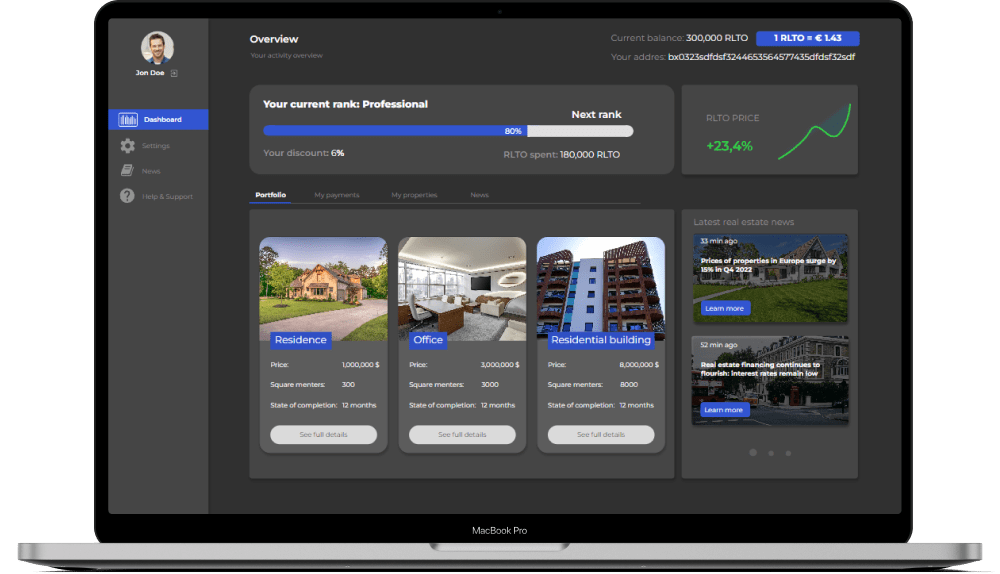 Jon Doe
Dashboard
Settings
News
Help & Support
Overview
Your activity overview
Current balance: 300,000 RLTO
1 RLTO = € 1.43
Your addres: bx0323sdfdsf3244653564577435dfdsf32sdf
Your current rank: Professional
Next rank
80%
Your discount: 6%
RLTO spent: 180,000 RLTO
RLTO PRICE
+23,4%
Portfolio
My payments
My properties
News
Residence
Price: 1,000,000 $
Square menters: 300
State of completion: 12 months
See full details
Office
Price: 3,000,000 $
Square menters: 3000
State of completion: 12 months
See full details
Residential building
Price: 8,000,000 $
Square menters: 8000
State of completion: 12 months
See full details
Latest real estate news
33 min ago
Prices of properties in Europe surge by
15% in Q4 2022
Learn more
52 min ago
Real estate financing continues to
flourish: interest rates remain low
Learn more
MacBook Pro